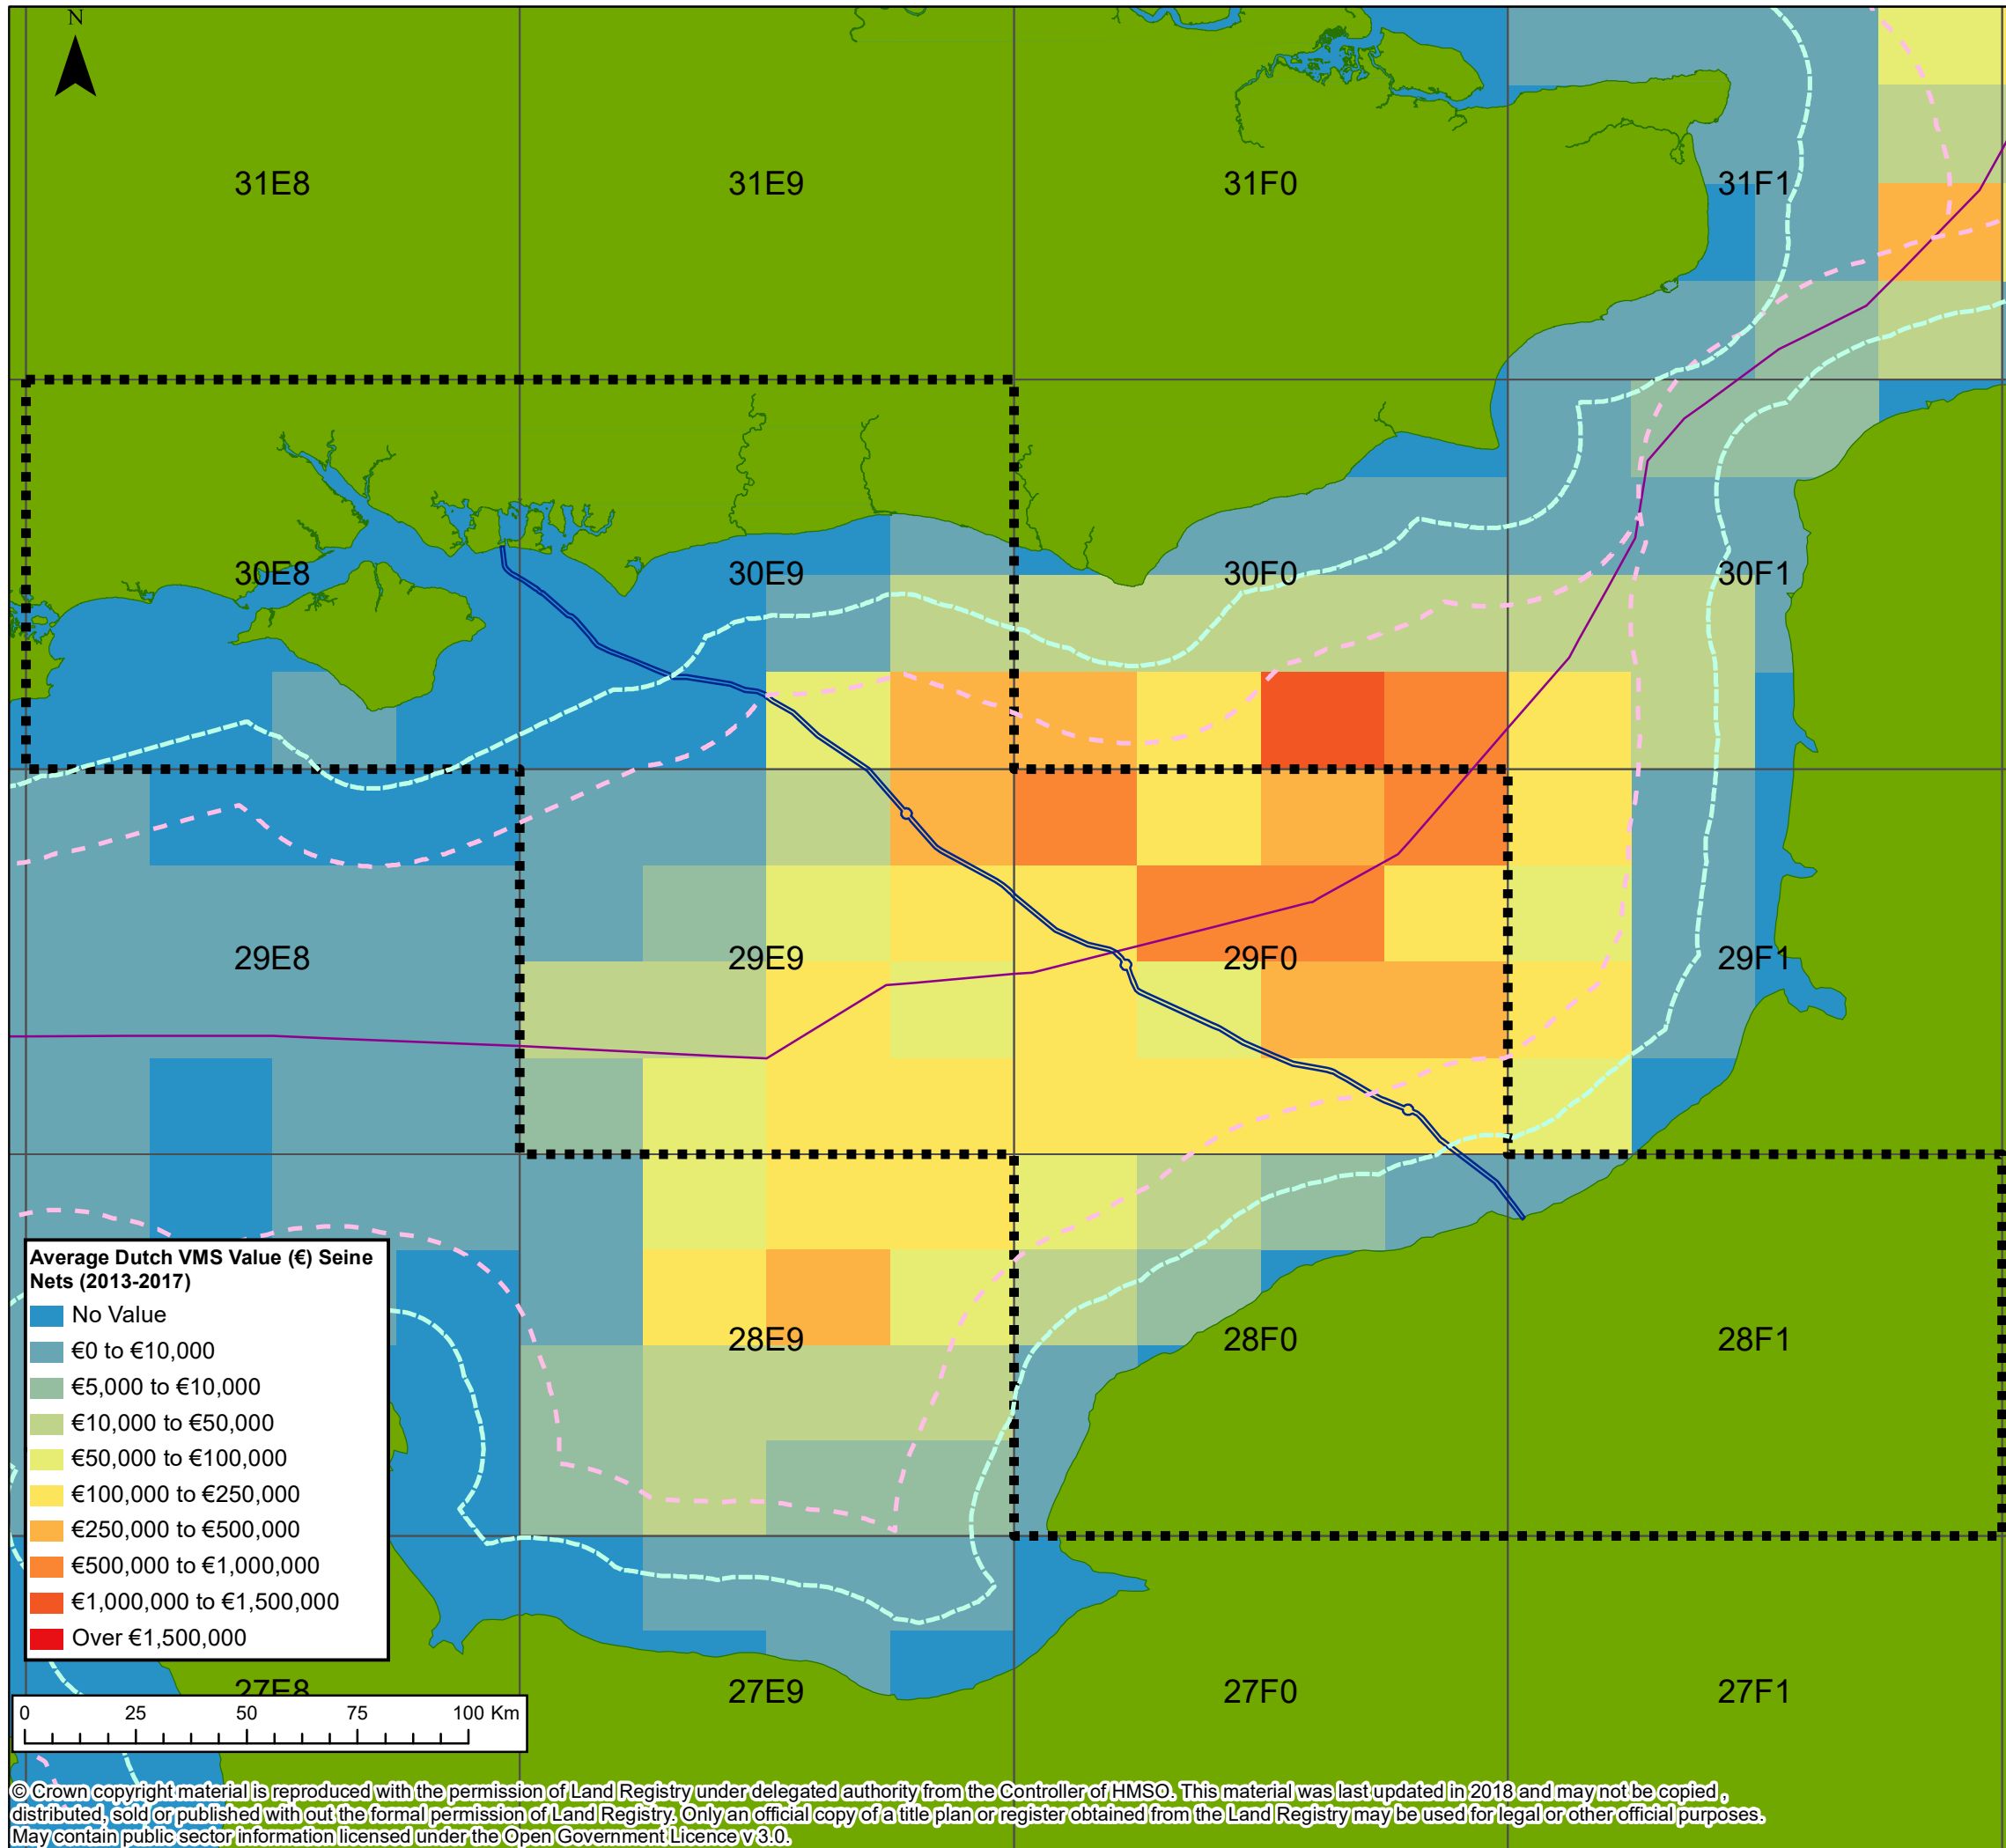 N
31E8
31E9
31F0
31F1
30E8
30E9
30F0
30F1
29E8
29E9
29F0
29F1
28E9
28F0
28F1
Average Dutch VMS Value (€) Seine
Nets (2013-2017)
No Value
€0 to €10,000
€5,000 to €10,000
€10,000 to €50,000
€50,000 to €100,000
€100,000 to €250,000
€250,000 to €500,000
€500,000 to €1,000,000
€1,000,000 to €1,500,000
Over €1,500,000
27E8
27E9
27F0
27F1
0 25 50 75 100 Km
© Crown copyright material is reproduced with the permission of Land Registry under delegated authority from the Controller of HMSO. This material was last updated in 2018 and may not be copied ,
distributed, sold or published with out the formal permission of Land Registry. Only an official copy of a title plan or register obtained from the Land Registry may be used for legal or other official purposes.
May contain public sector information licensed under the Open Government Licence v 3.0.